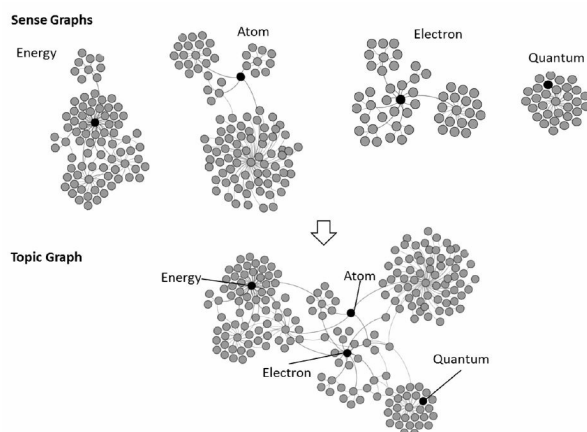 Sense Graphs
Energy
Atom
Electron
Quantum
Topic Graph
Energy
Atom
Electron
Quantum